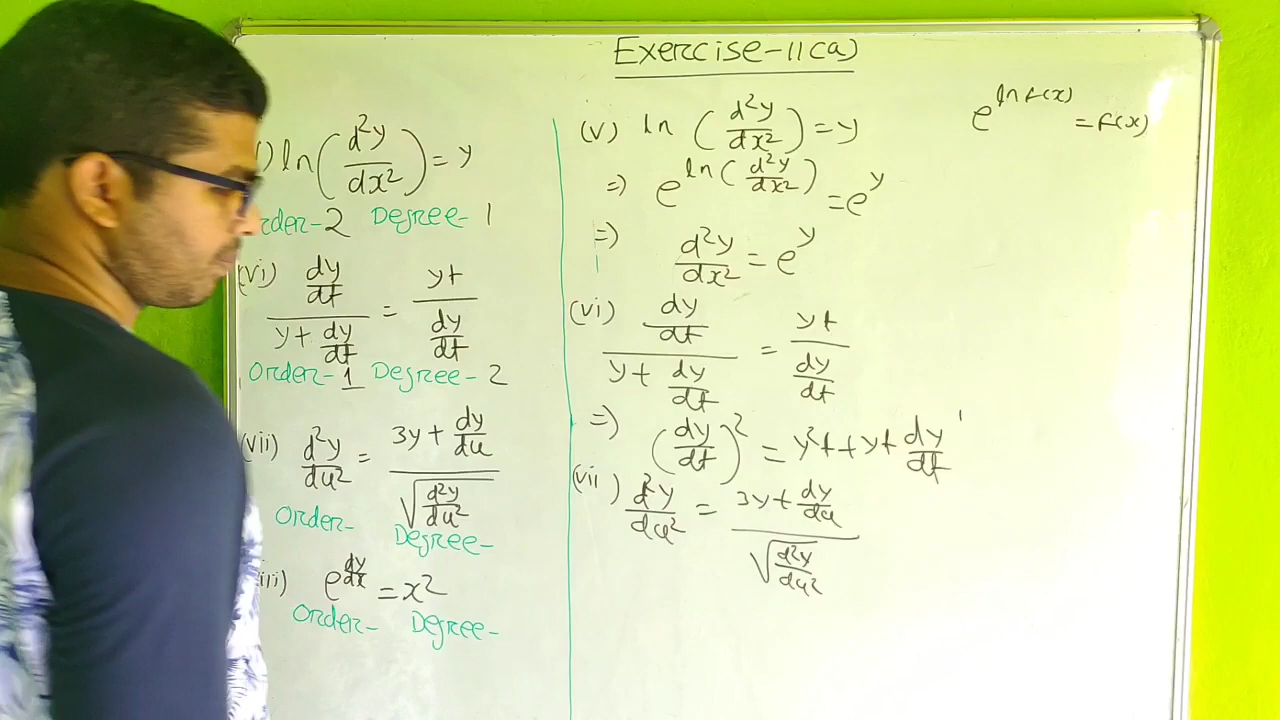 Exercise-11(a)
) ln(d²y/dx²) = y
rder-2 Degree-1
(vi) (dy/dt)/(y+dy/dt) = yt/(dy/dt)
Order-1 Degree-2
(vii) d²y/du² = (3y+dy/du)/√(d²y/du²)
Order- Degree-
iii) e^(dy/dx) = x²
Order- Degree-
(v) ln (d²y/dx²) = y
=) e^(ln(d²y/dx²)) = e^y
=) d²y/dx² = e^y
(vi) (dy/dt)/(y+dy/dt) = yt/(dy/dt)
=) (dy/dt)² = y²t+yt dy/dt
(vii) d²y/du² = (3y+dy/du)/√(d²y/du²)
e^(ln f(x)) = f(x)